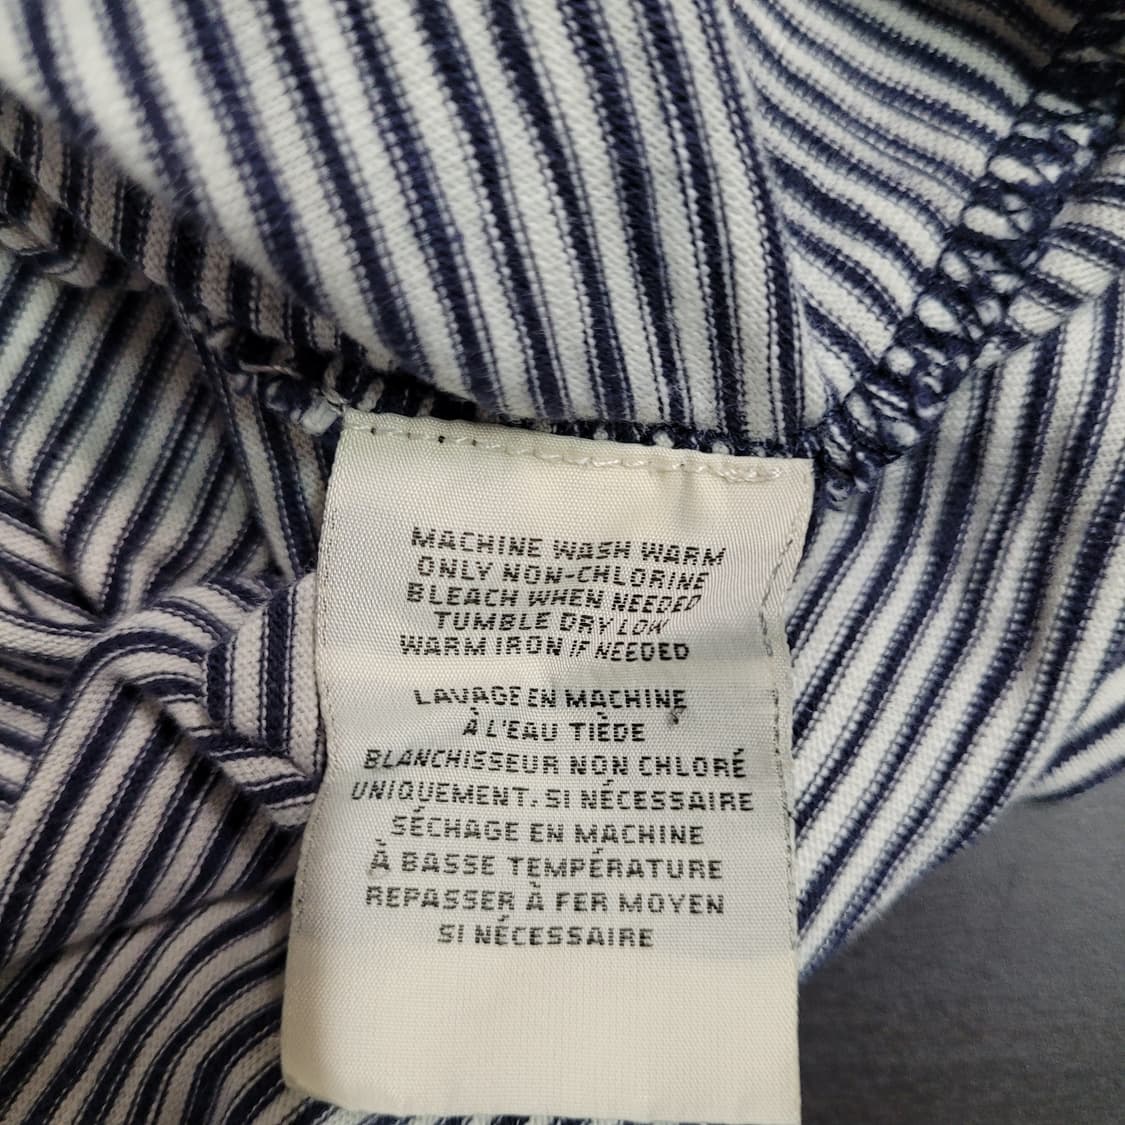 MACHINE WASH WARM
ONLY NON-CHLORINE
BLEACH WHEN NEEDED
TUMBLE DRY LOW
WARM IRON IF NEEDED
LAVAGE EN MACHINE
À L'EAU TIÈDE
BLANCHISSEUR NON CHLORÉ
UNIQUEMENT. SI NÉCESSAIRE
SÉCHAGE EN MACHINE
À BASSE TEMPÉRATURE
REPASSER À FER MOYEN
SI NÉCESSAIRE